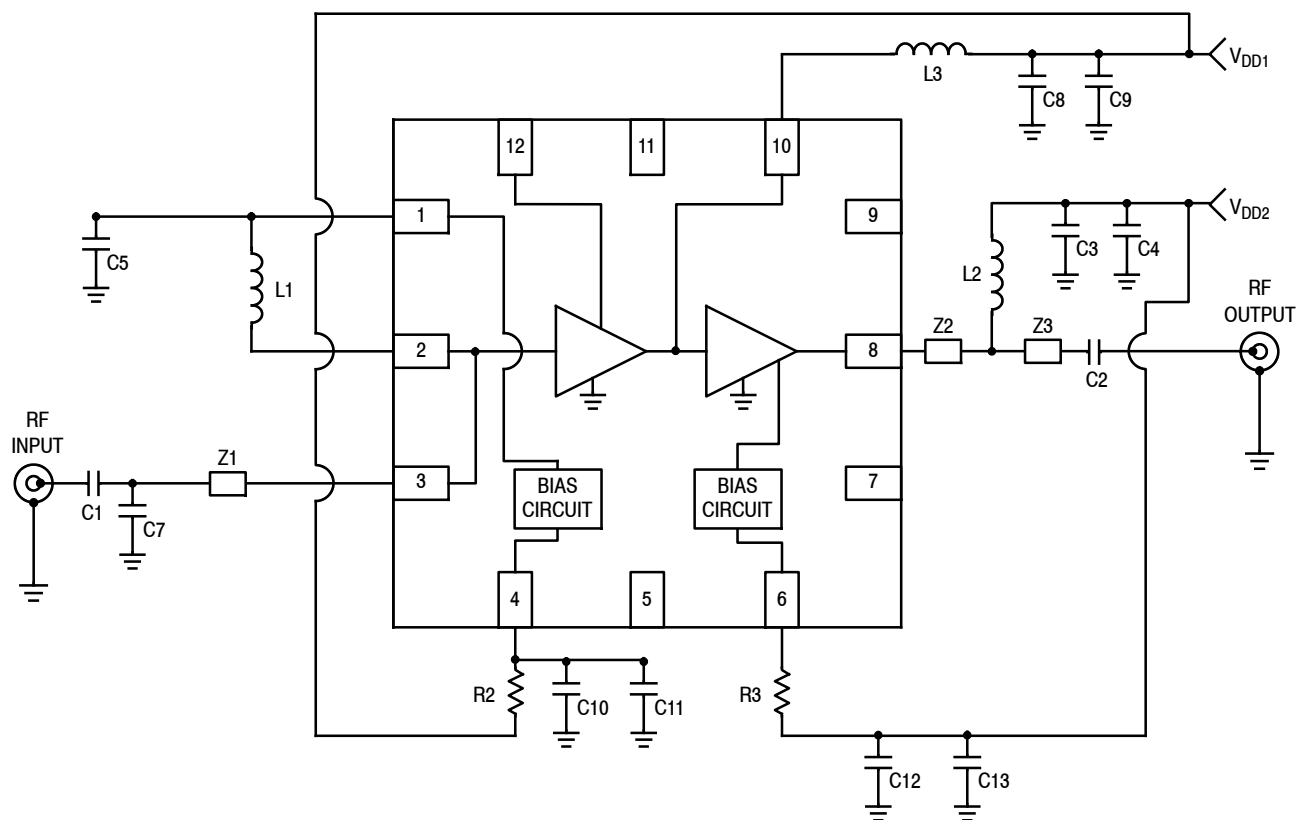 V_DD1
L3
C8
C9
12
11
10
1
9
V_DD2
C5
L1
C3
C4
L2
RF
OUTPUT
2
8
Z2
Z3
C2
RF
INPUT
Z1
3
7
C1
C7
BIAS
CIRCUIT
BIAS
CIRCUIT
4
5
6
R2
C10
C11
R3
C12
C13